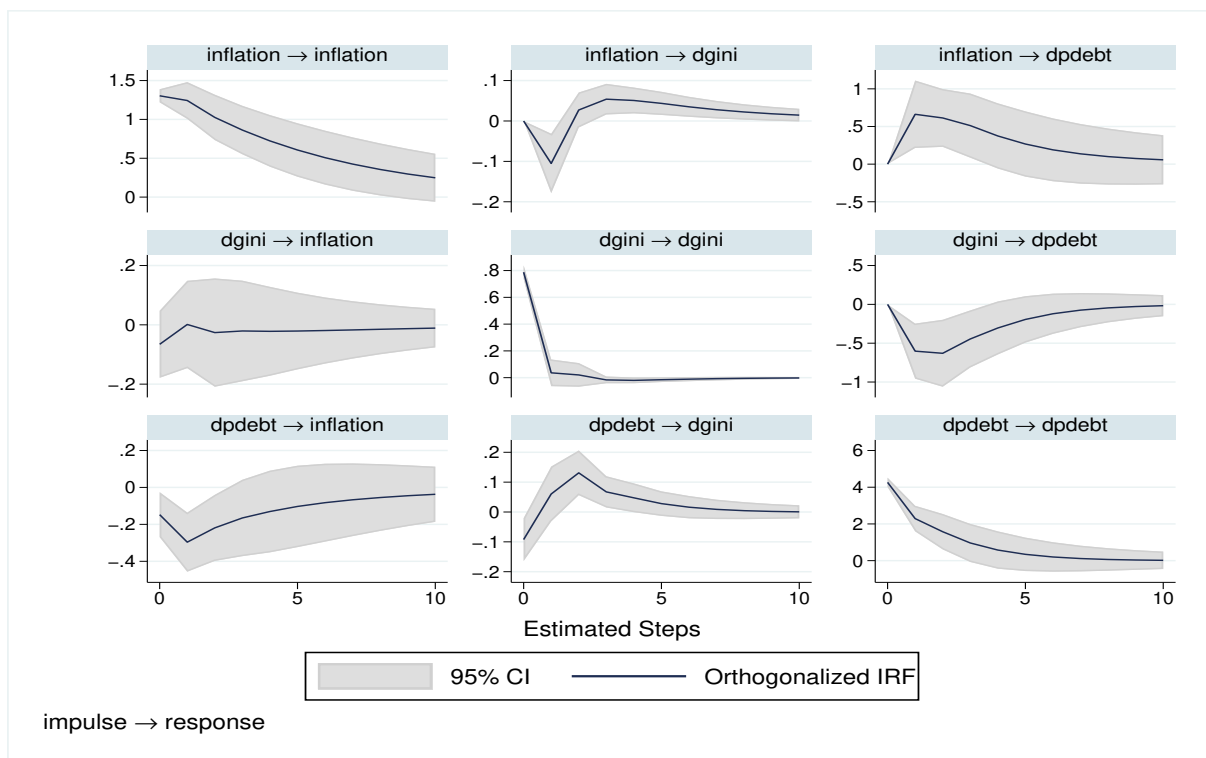 inflation → inflation
inflation → dgini
inflation → dpdebt
1.5
1
.5
0
.1
0
−.1
−.2
1
.5
0
−.5
dgini → inflation
dgini → dgini
dgini → dpdebt
.2
0
−.2
.8
.6
.4
.2
0
.5
0
−.5
−1
dpdebt → inflation
dpdebt → dgini
dpdebt → dpdebt
.2
0
−.2
−.4
.2
.1
0
−.1
−.2
6
4
2
0
0 5 10
0 5 10
0 5 10
Estimated Steps
95% CI Orthogonalized IRF
impulse → response